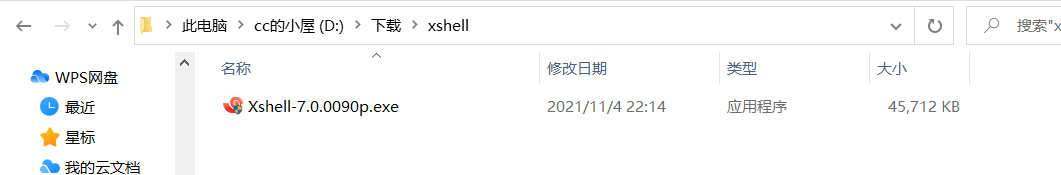 此电脑 cc的小屋 (D:) 下载 xshell
搜索"x
WPS网盘
最近
星标
我的云文档
名称 修改日期 类型 大小
Xshell-7.0.0090p.exe 2021/11/4 22:14 应用程序 45,712 KB